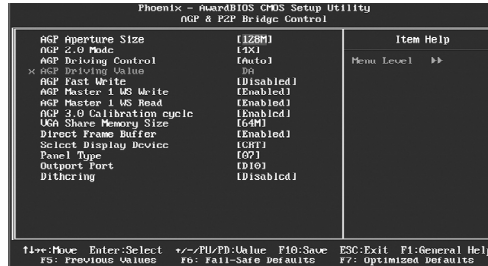 Phoenix - AwardBIOS CMOS Setup Utility
AGP & P2P Bridge Control
AGP Aperture Size [128M]
AGP 2.0 Mode [4X]
AGP Driving Control [Auto]
x AGP Driving Value DA
AGP Fast Write [Disabled]
AGP Master 1 WS Write [Enabled]
AGP Master 1 WS Read [Enabled]
AGP 3.0 Calibration cycle [Enabled]
VGA Share Memory Size [64M]
Direct Frame Buffer [Enabled]
Select Display Device [CRT]
Panel Type [07]
Outport Port [DI0]
Dithering [Disabled]
Item Help
Menu Level ▶▶
↑↓→←:Move Enter:Select +/-/PU/PD:Value F10:Save ESC:Exit F1:General Help
F5: Previous Values F6: Fail-Safe Defaults F7: Optimized Defaults